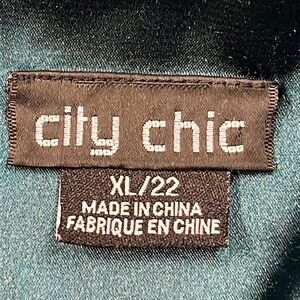 city chic
XL/22
MADE IN CHINA
FABRIQUE EN CHINE